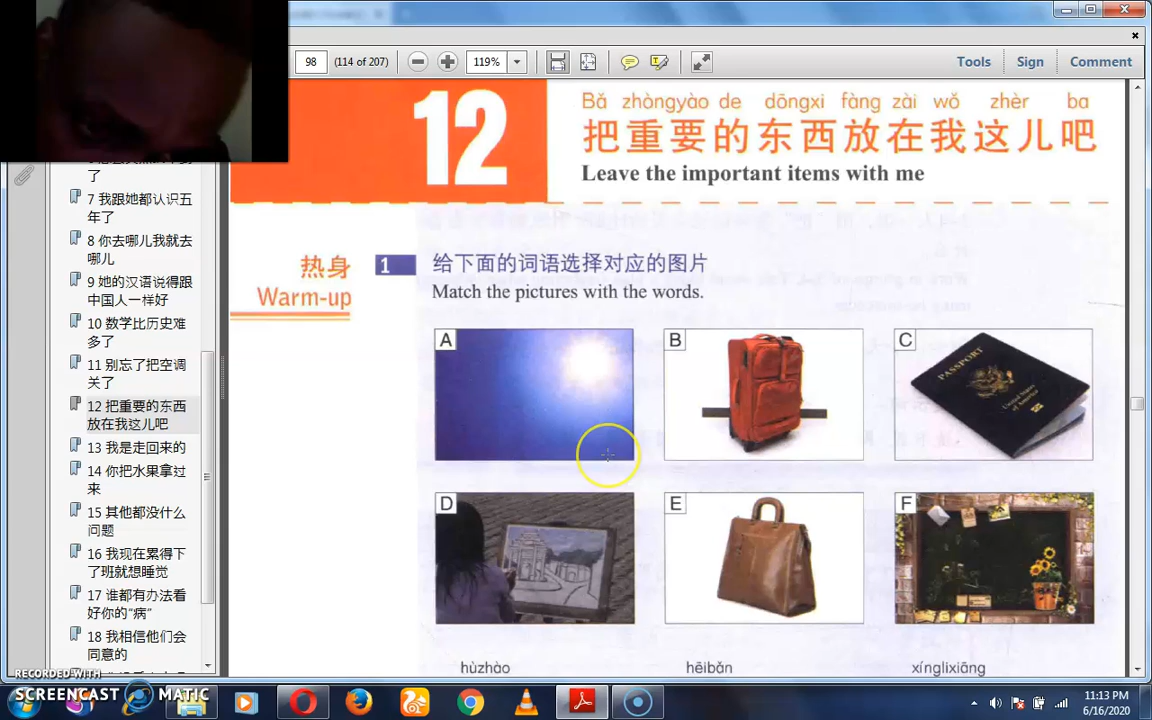 98
(114 of 207)
119%
Tools
Sign
Comment
了
7 我跟她都认识五
年了
8 你去哪儿我就去
哪儿
9 她的汉语说得跟
中国人一样好
10 数学比历史难
多了
11 别忘了把空调
关了
12 把重要的东西
放在我这儿吧
13 我是走回来的
14 你把水果拿过
来
15 其他都没什么
问题
16 我现在累得下
了班就想睡觉
17 谁都有办法看
好你的“病”
18 我相信他们会
同意的
12
Bǎ zhòngyào de dōngxi fàng zài wǒ zhèr ba
把重要的东西放在我这儿吧
Leave the important items with me
热身
Warm-up
1
给下面的词语选择对应的图片
Match the pictures with the words.
A
B
C
PASSPORT
United States
of America
D
E
F
hùzhào
hēibǎn
xínglixiāng
RECORDED WITH
SCREENCAST MATIC
11:13 PM
6/16/2020